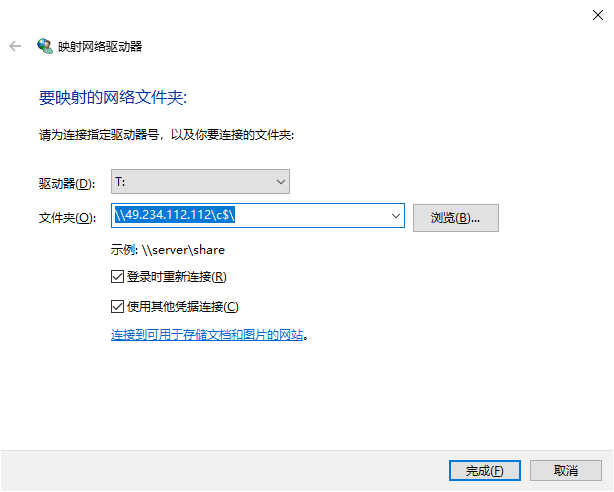 映射网络驱动器
要映射的网络文件夹:
请为连接指定驱动器号，以及你要连接的文件夹:
驱动器(D): T:
文件夹(O): \\49.234.112.112\c$\ 浏览(B)...
示例: \\server\share
登录时重新连接(R)
使用其他凭据连接(C)
连接到可用于存储文档和图片的网站。
完成(F) 取消